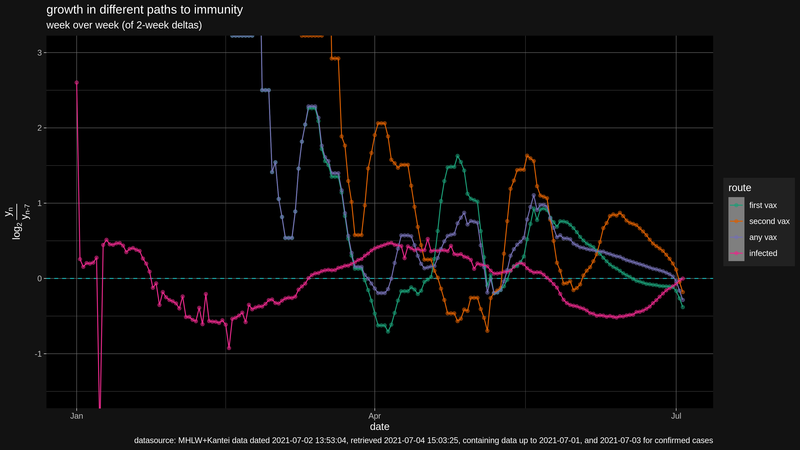 growth in different paths to immunity
week over week (of 2-week deltas)
3
2
1
0
-1
log₂ yₙ/yₙ₋₇
Jan
Apr
Jul
date
route
first vax
second vax
any vax
infected
datasource: MHLW+Kantei data dated 2021-07-02 13:53:04, retrieved 2021-07-04 15:03:25, containing data up to 2021-07-01, and 2021-07-03 for confirmed cases